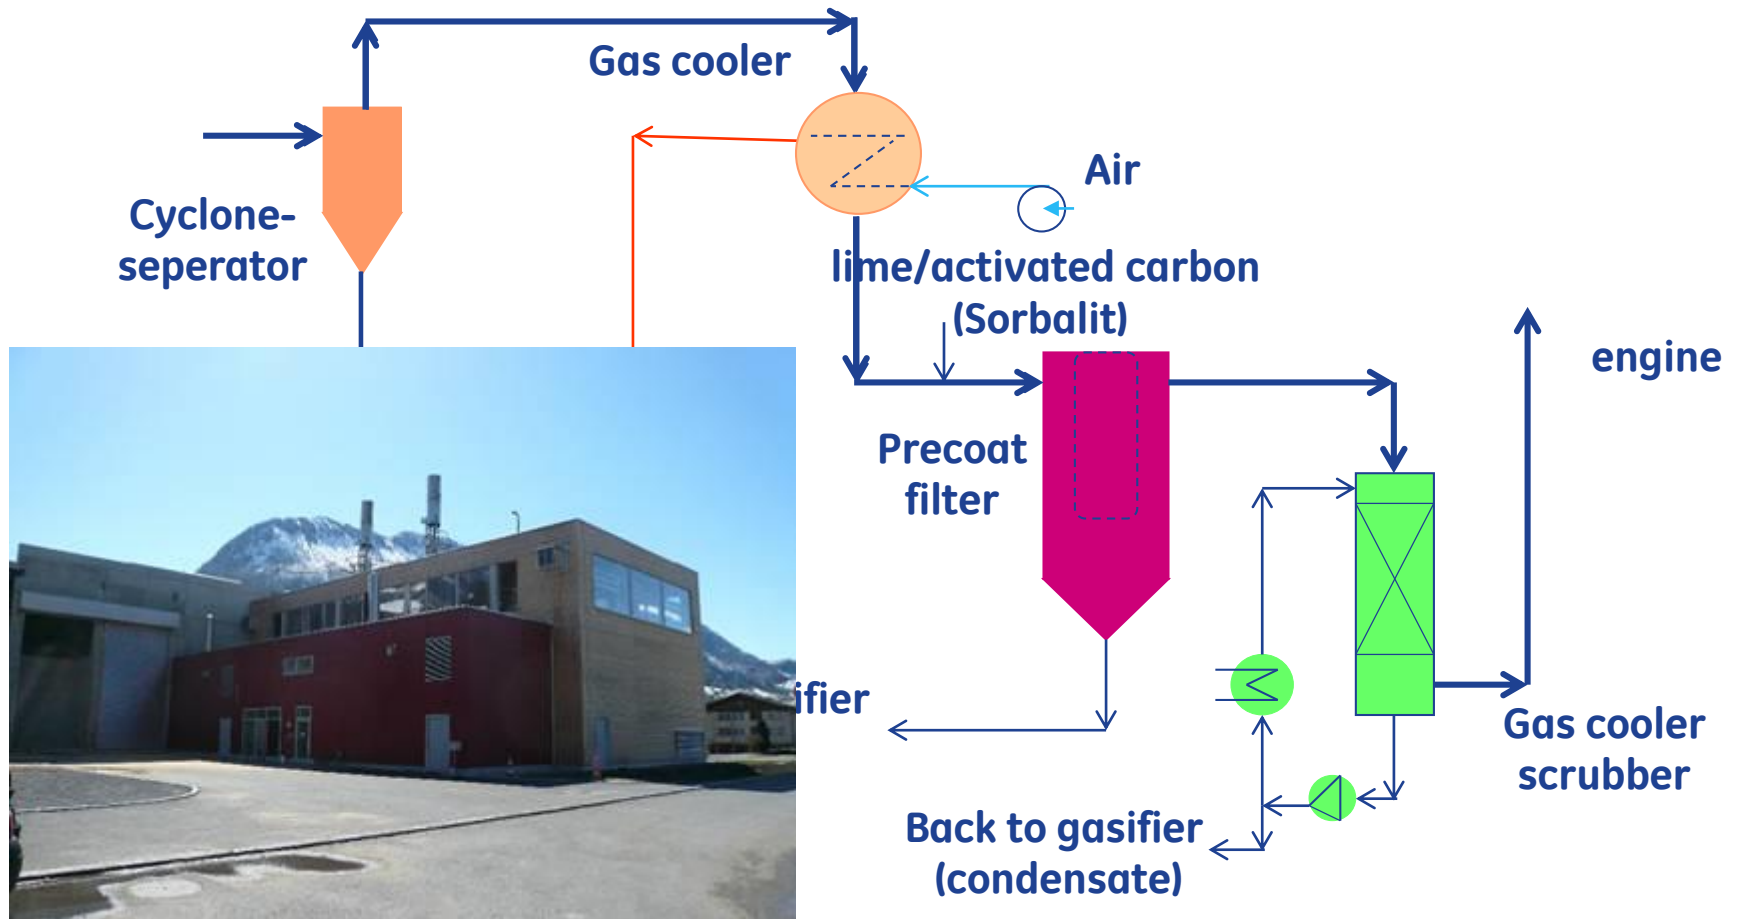 Gas cooler
Air
Cyclone-
seperator
lime/activated carbon
(Sorbalit)
engine
Precoat
filter
ifier
Gas cooler
scrubber
Back to gasifier
(condensate)